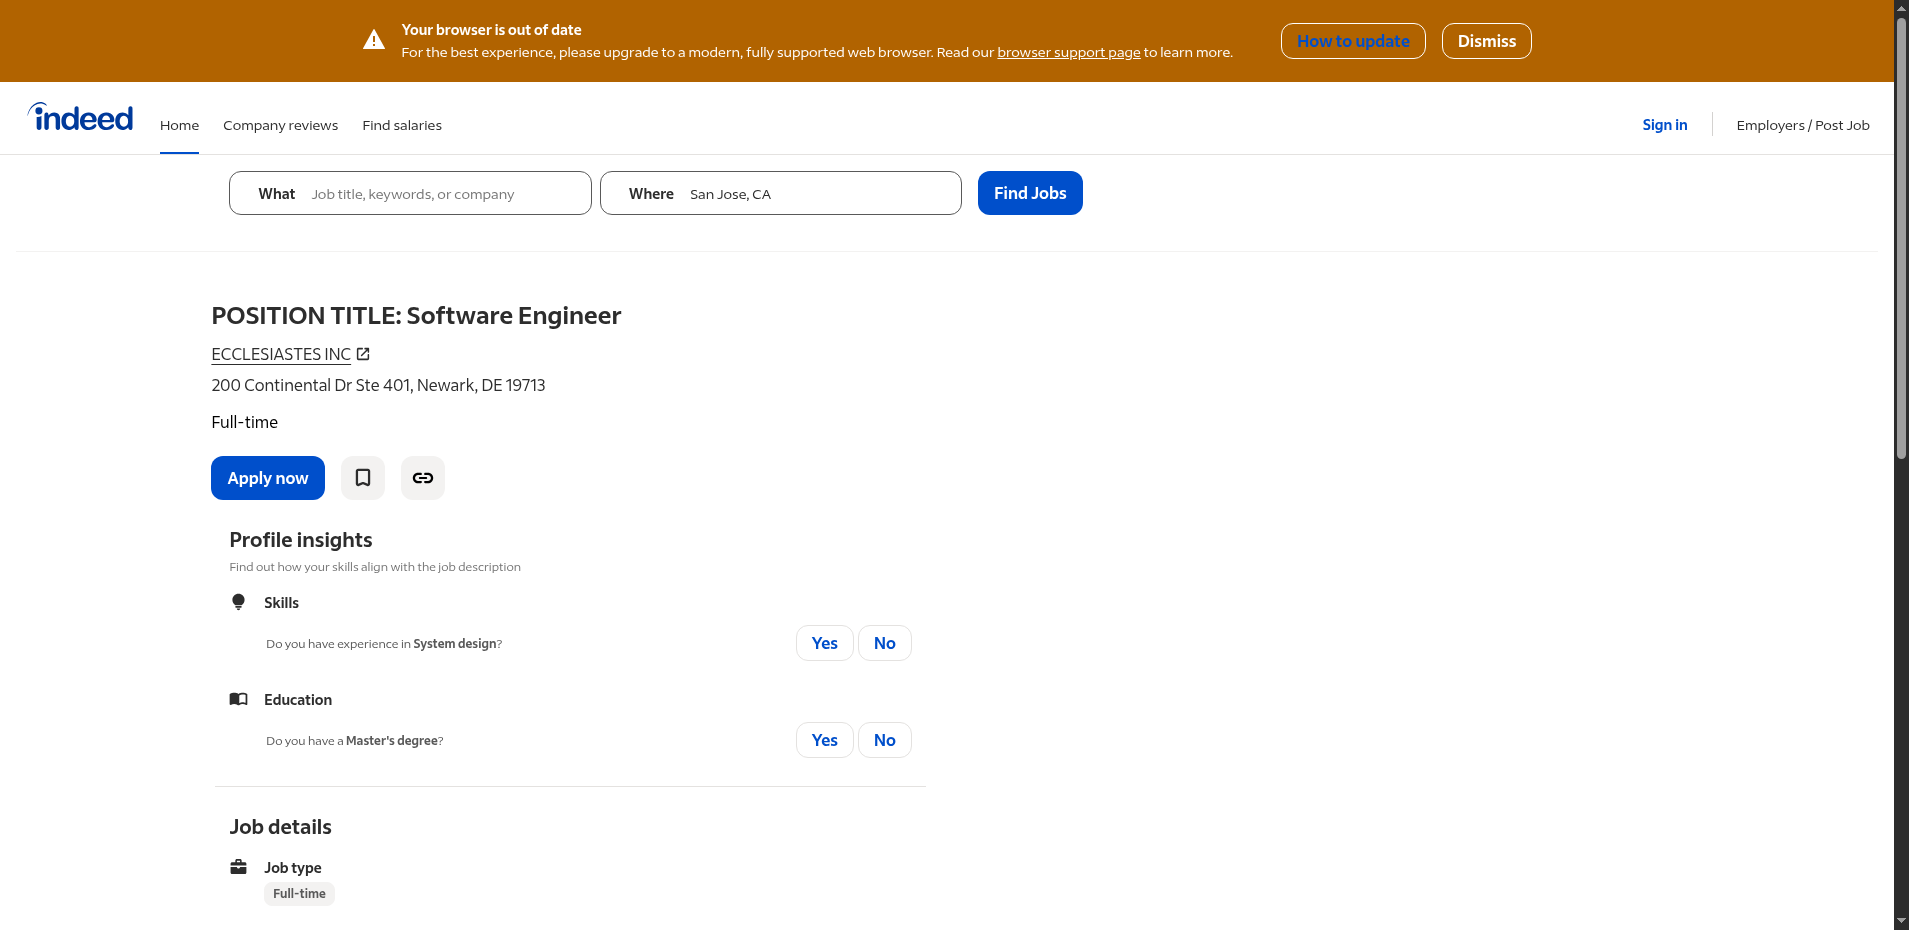 Your browser is out of date
For the best experience, please upgrade to a modern, fully supported web browser. Read our browser support page to learn more.
How to update
Dismiss
indeed
Home
Company reviews
Find salaries
Sign in
Employers / Post Job
What
Job title, keywords, or company
Where
San Jose, CA
Find Jobs
POSITION TITLE: Software Engineer
ECCLESIASTES INC
200 Continental Dr Ste 401, Newark, DE 19713
Full-time
Apply now
Profile insights
Find out how your skills align with the job description
Skills
Do you have experience in System design?
Yes
No
Education
Do you have a Master's degree?
Yes
No
Job details
Job type
Full-time